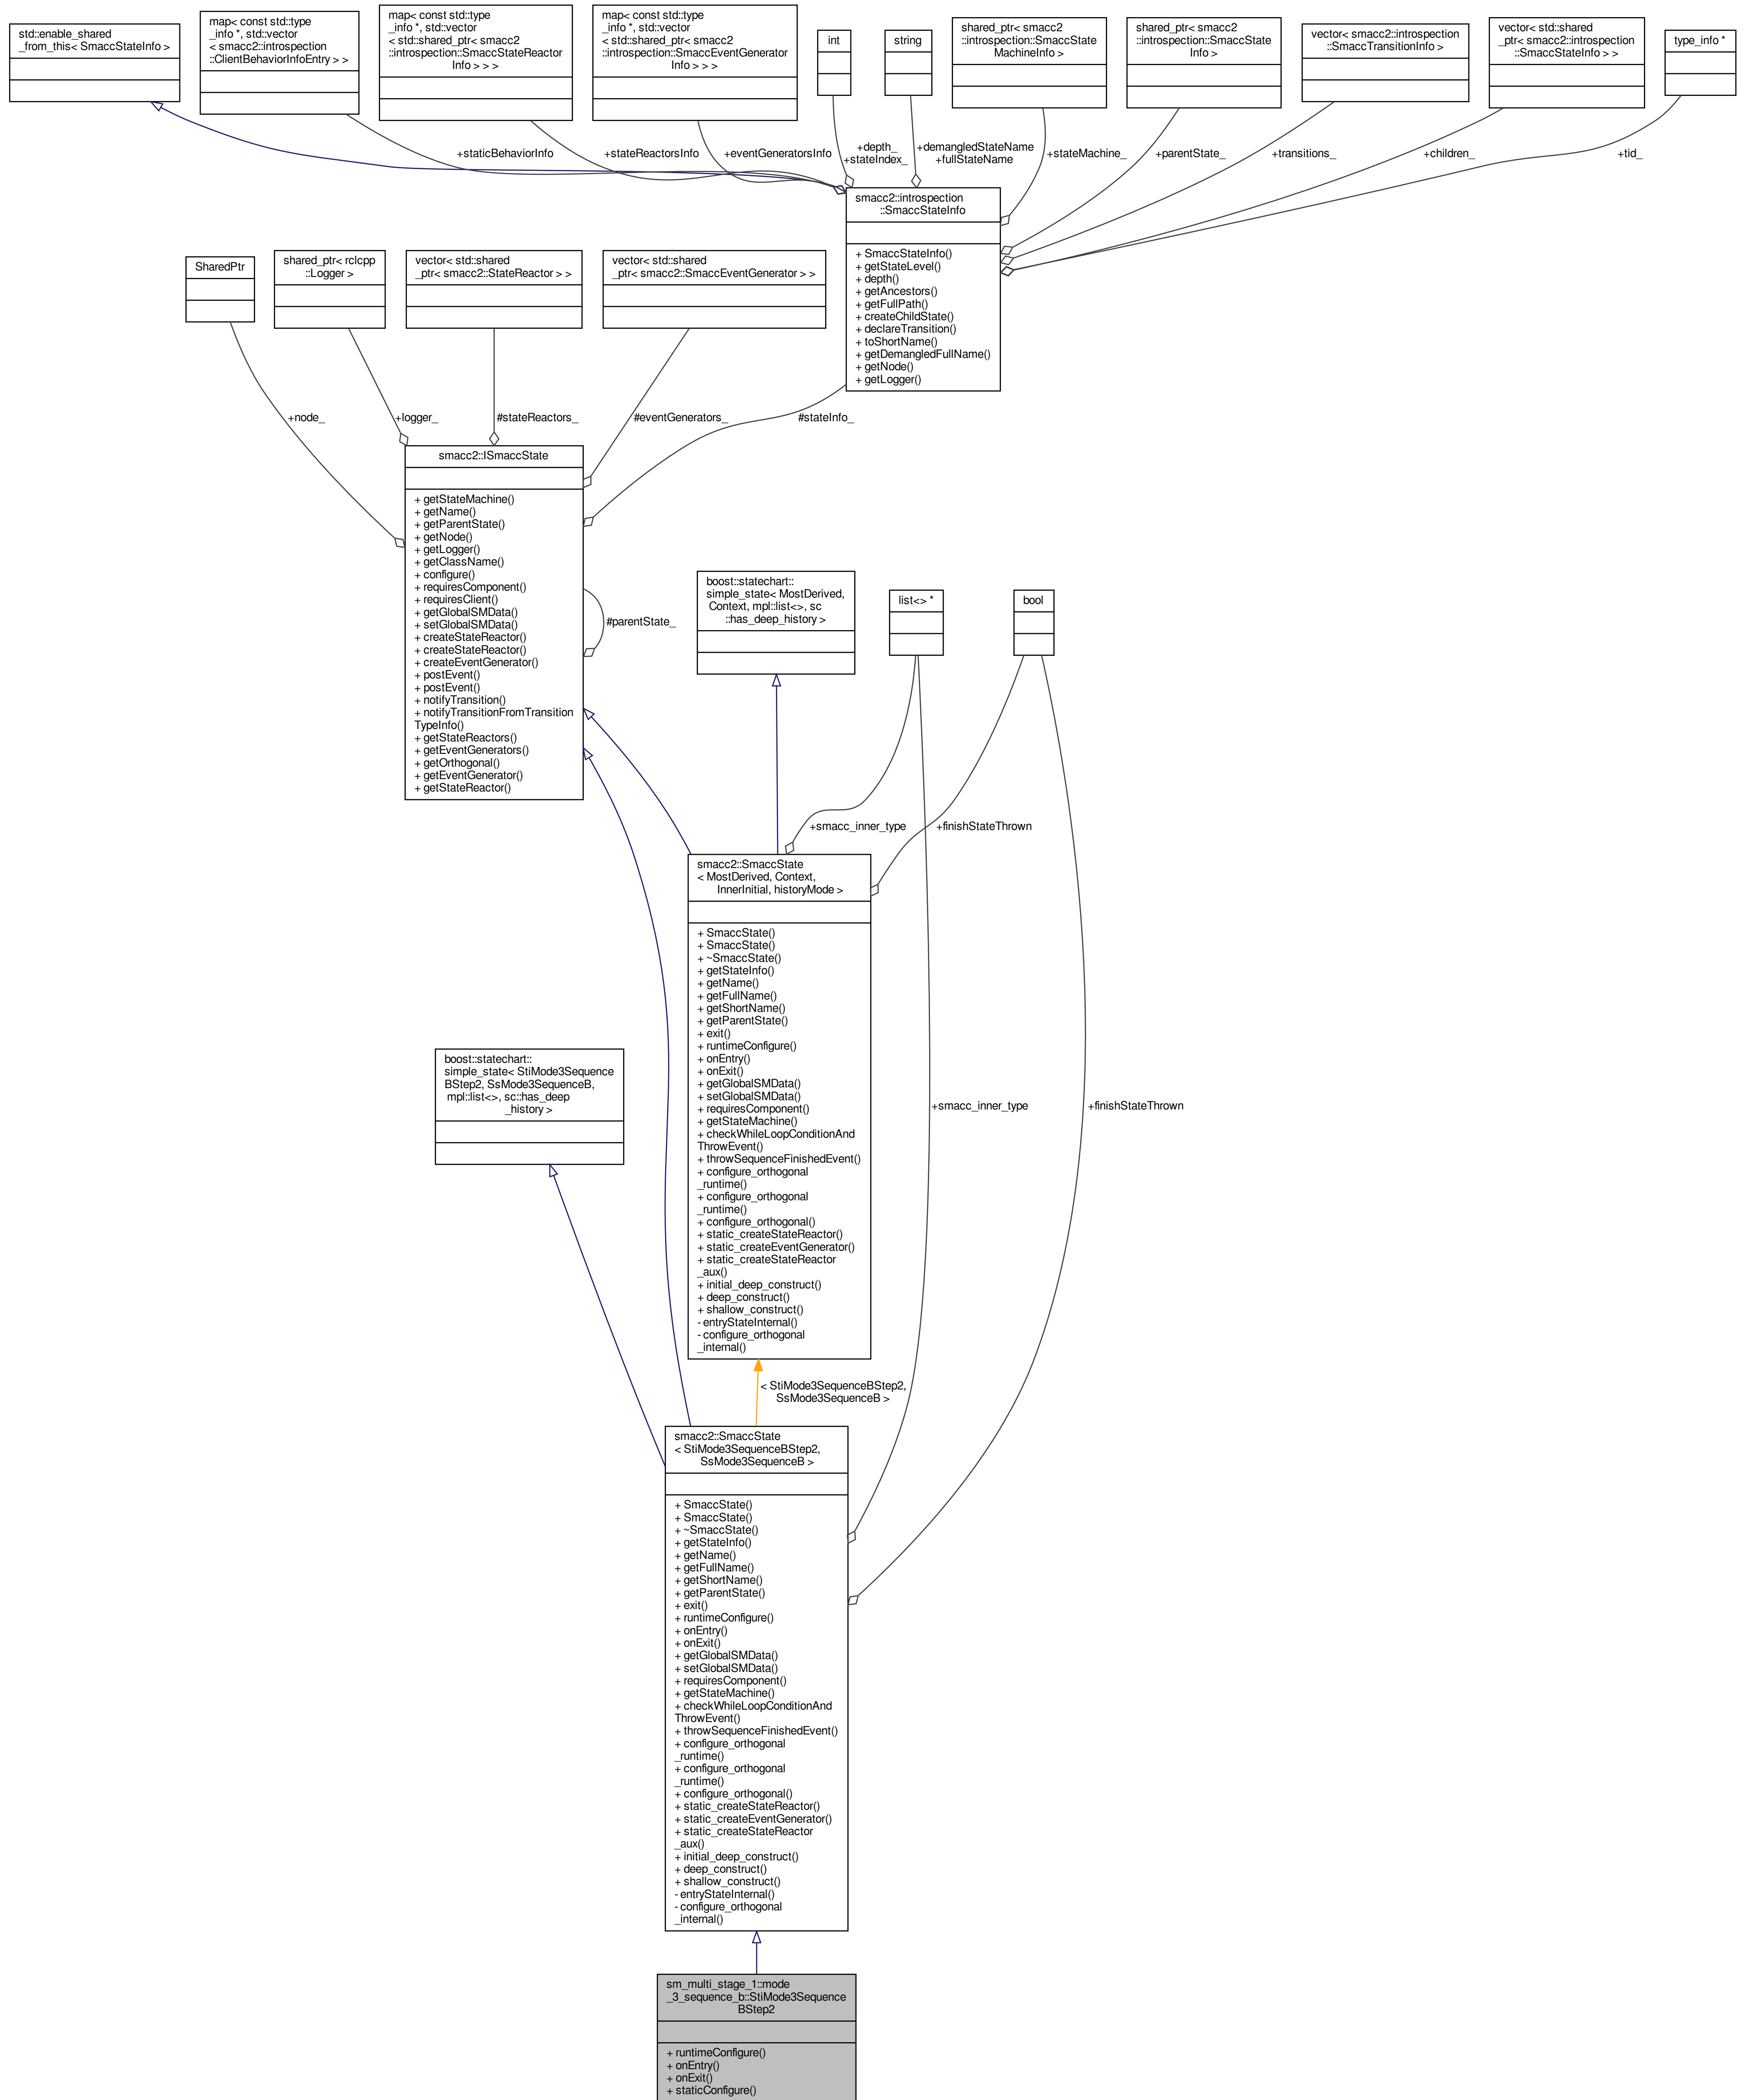 std::enable_shared
_from_this< SmaccStateInfo >
map< const std::type
_info *, std::vector
< smacc2::introspection
::ClientBehaviorInfoEntry > >
map< const std::type
_info *, std::vector
< std::shared_ptr< smacc2
::introspection::SmaccStateReactor
Info > > >
map< const std::type
_info *, std::vector
< std::shared_ptr< smacc2
::introspection::SmaccEventGenerator
Info > > >
int
string
shared_ptr< smacc2
::introspection::SmaccState
MachineInfo >
shared_ptr< smacc2
::introspection::SmaccState
Info >
vector< smacc2::introspection
::SmaccTransitionInfo >
vector< std::shared
_ptr< smacc2::introspection
::SmaccStateInfo > >
type_info *
+staticBehaviorInfo
+stateReactorsInfo
+eventGeneratorsInfo
+depth_
+stateIndex_
+demangledStateName
+fullStateName
+stateMachine_
+parentState_
+transitions_
+children_
+tid_
smacc2::introspection
::SmaccStateInfo
+ SmaccStateInfo()
+ getStateLevel()
+ depth()
+ getAncestors()
+ getFullPath()
+ createChildState()
+ declareTransition()
+ toShortName()
+ getDemangledFullName()
+ getNode()
+ getLogger()
SharedPtr
shared_ptr< rclcpp
::Logger >
vector< std::shared
_ptr< smacc2::StateReactor > >
vector< std::shared
_ptr< smacc2::SmaccEventGenerator > >
+node_
+logger_
#stateReactors_
#eventGenerators_
#stateInfo_
smacc2::ISmaccState
+ getStateMachine()
+ getName()
+ getParentState()
+ getNode()
+ getLogger()
+ getClassName()
+ configure()
+ requiresComponent()
+ requiresClient()
+ getGlobalSMData()
+ setGlobalSMData()
+ createStateReactor()
+ createStateReactor()
+ createEventGenerator()
+ postEvent()
+ postEvent()
+ notifyTransition()
+ notifyTransitionFromTransition
TypeInfo()
+ getStateReactors()
+ getEventGenerators()
+ getOrthogonal()
+ getEventGenerator()
+ getStateReactor()
#parentState_
boost::statechart::
simple_state< MostDerived,
Context, mpl::list<>, sc
::has_deep_history >
list<> *
bool
+smacc_inner_type
+finishStateThrown
smacc2::SmaccState
< MostDerived, Context,
InnerInitial, historyMode >
+ SmaccState()
+ SmaccState()
+ ~SmaccState()
+ getStateInfo()
+ getName()
+ getFullName()
+ getShortName()
+ getParentState()
+ exit()
+ runtimeConfigure()
+ onEntry()
+ onExit()
+ getGlobalSMData()
+ setGlobalSMData()
+ requiresComponent()
+ getStateMachine()
+ checkWhileLoopConditionAnd
ThrowEvent()
+ throwSequenceFinishedEvent()
+ configure_orthogonal
_runtime()
+ configure_orthogonal
_runtime()
+ configure_orthogonal()
+ static_createStateReactor()
+ static_createEventGenerator()
+ static_createStateReactor
_aux()
+ initial_deep_construct()
+ deep_construct()
+ shallow_construct()
- entryStateInternal()
- configure_orthogonal
_internal()
boost::statechart::
simple_state< StiMode3Sequence
BStep2, SsMode3SequenceB,
mpl::list<>, sc::has_deep
_history >
+smacc_inner_type
+finishStateThrown
< StiMode3SequenceBStep2,
SsMode3SequenceB >
smacc2::SmaccState
< StiMode3SequenceBStep2,
SsMode3SequenceB >
+ SmaccState()
+ SmaccState()
+ ~SmaccState()
+ getStateInfo()
+ getName()
+ getFullName()
+ getShortName()
+ getParentState()
+ exit()
+ runtimeConfigure()
+ onEntry()
+ onExit()
+ getGlobalSMData()
+ setGlobalSMData()
+ requiresComponent()
+ getStateMachine()
+ checkWhileLoopConditionAnd
ThrowEvent()
+ throwSequenceFinishedEvent()
+ configure_orthogonal
_runtime()
+ configure_orthogonal
_runtime()
+ configure_orthogonal()
+ static_createStateReactor()
+ static_createEventGenerator()
+ static_createStateReactor
_aux()
+ initial_deep_construct()
+ deep_construct()
+ shallow_construct()
- entryStateInternal()
- configure_orthogonal
_internal()
sm_multi_stage_1::mode
_3_sequence_b::StiMode3Sequence
BStep2
+ runtimeConfigure()
+ onEntry()
+ onExit()
+ staticConfigure()